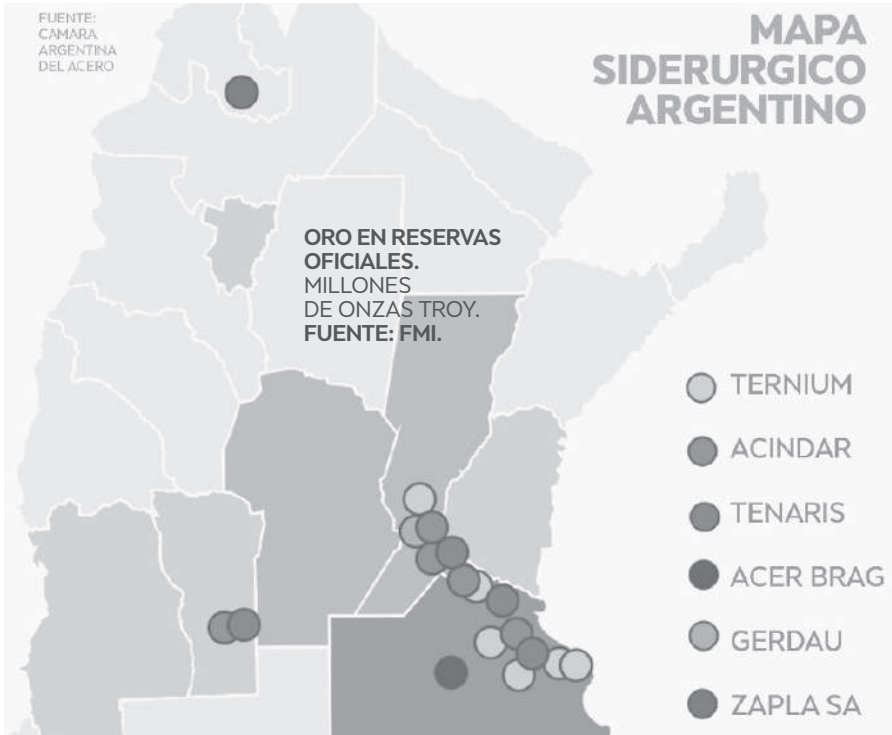 FUENTE:
CAMARA
ARGENTINA
DEL ACERO
MAPA
SIDERURGICO
ARGENTINO
ORO EN RESERVAS
OFICIALES.
MILLONES
DE ONZAS TROY.
FUENTE: FMI.
TERNIUM
ACINDAR
TENARIS
ACER BRAG
GERDAU
ZAPLA SA